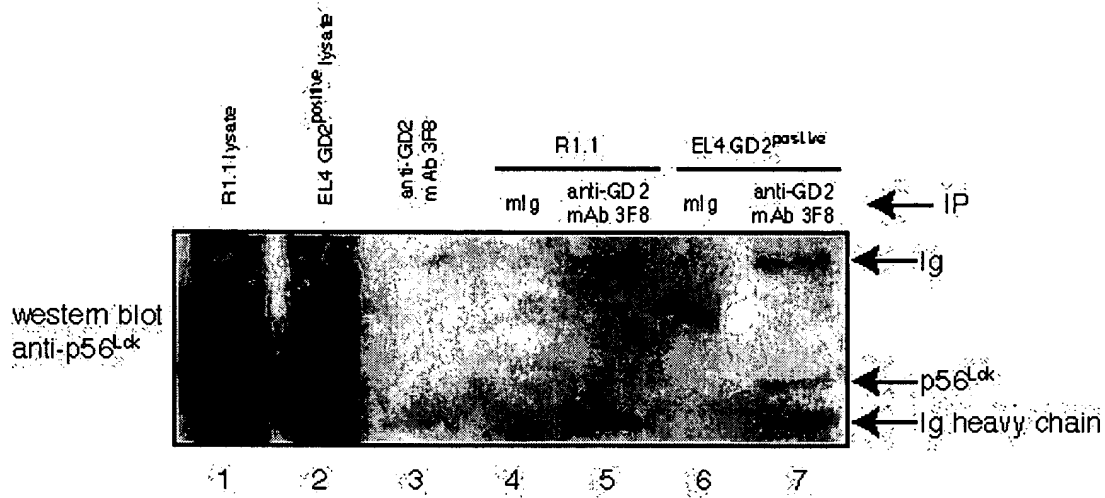 R1.1 lysate
EL4 GD2positive lysate
anti-GD2
mAb 3F8
R1.1
EL4 GD2positive
mIg
anti-GD2
mAb 3F8
mIg
anti-GD2
mAb 3F8
IP
Ig
western blot
anti-p56Lck
p56Lck
Ig heavy chain
1 2 3 4 5 6 7